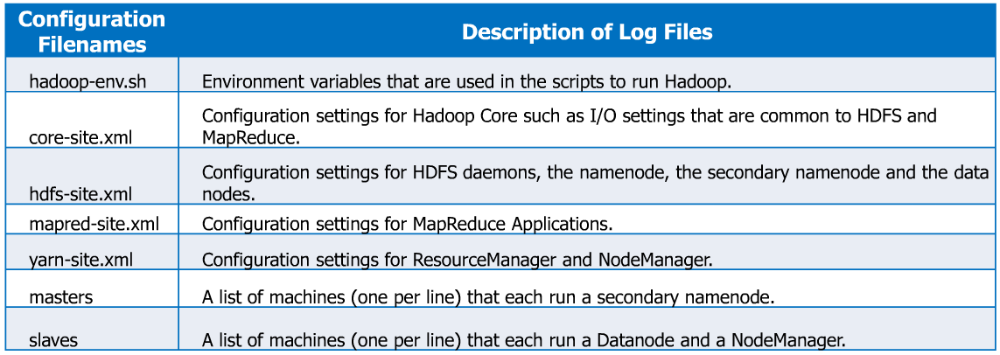 Configuration
Filenames
Description of Log Files
hadoop-env.sh
Environment variables that are used in the scripts to run Hadoop.
core-site.xml
Configuration settings for Hadoop Core such as I/O settings that are common to HDFS and
MapReduce.
hdfs-site.xml
Configuration settings for HDFS daemons, the namenode, the secondary namenode and the data
nodes.
mapred-site.xml
Configuration settings for MapReduce Applications.
yarn-site.xml
Configuration settings for ResourceManager and NodeManager.
masters
A list of machines (one per line) that each run a secondary namenode.
slaves
A list of machines (one per line) that each run a Datanode and a NodeManager.